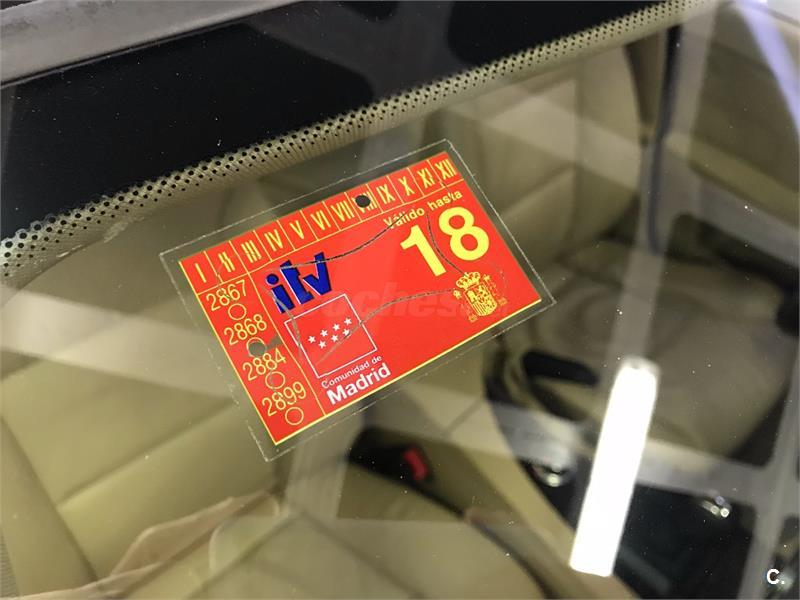 I II III IV V VI VII VIII IX X XI XII
Válido hasta
18
itv
2867
2868
2884
2899
Comunidad de
Madrid
coches.
C.